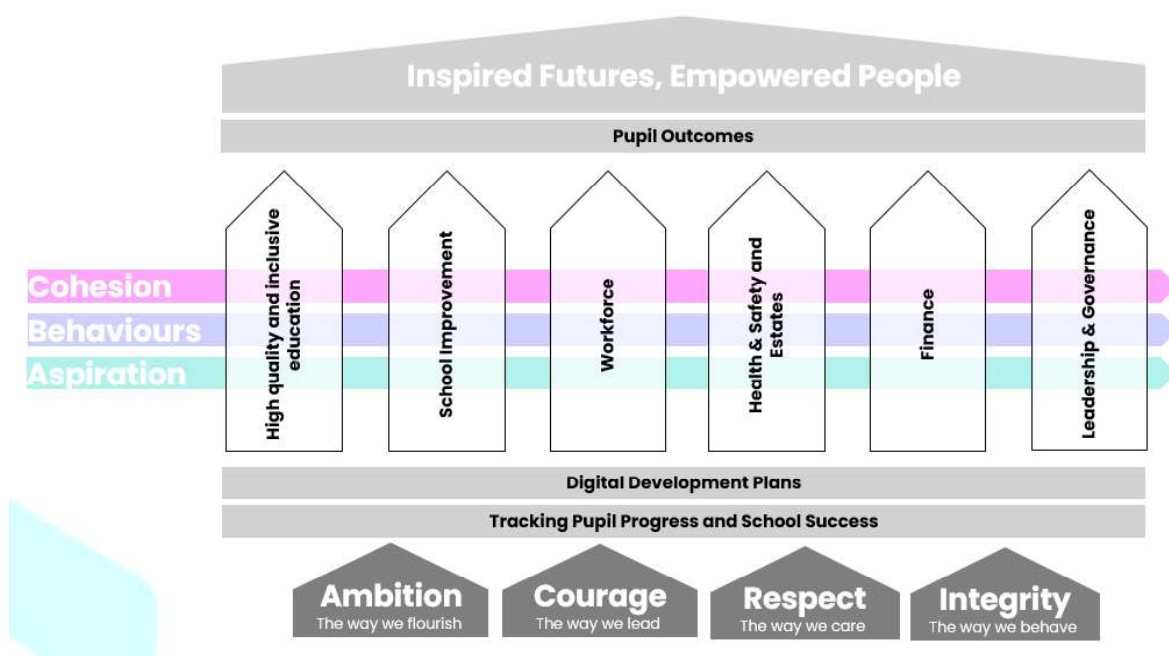 Inspired Futures, Empowered People
Pupil Outcomes
High quality and inclusive
education
School Improvement
Workforce
Health & Safety and
Estates
Finance
Leadership & Governance
Cohesion
Behaviours
Aspiration
Digital Development Plans
Tracking Pupil Progress and School Success
Ambition
The way we flourish
Courage
The way we lead
Respect
The way we care
Integrity
The way we behave